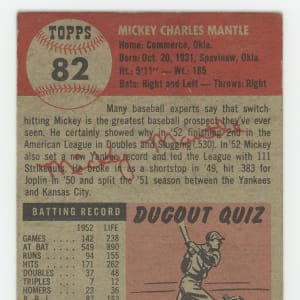 TOPPS
82
MICKEY CHARLES MANTLE
Home: Commerce, Okla.
Born: Oct. 20, 1931, Spavinaw, Okla.
Ht.: 5'11" — Wt.: 185
Bats: Right and Left — Throws: Right
Many baseball experts say that switch-
hitting Mickey is the greatest baseball prospect they've ever
seen. He certainly showed why in '52 finishing 2nd in the
American League in Doubles and Slugging (.530). In '52 Mickey
also set a new Yankee record and led the League with 111
Strikeouts. He broke in as a shortstop in '49, hit .383 for
Joplin in '50 and split the '51 season between the Yankees
and Kansas City.
Mickey Mantle
BATTING RECORD
1952 LIFE
GAMES 142 238
AT BAT 549 890
RUNS 94 155
HITS 171 262
DOUBLES 37 48
TRIPLES 7 12
HOMERS 23 36
R. B. I.
DUGOUT QUIZ